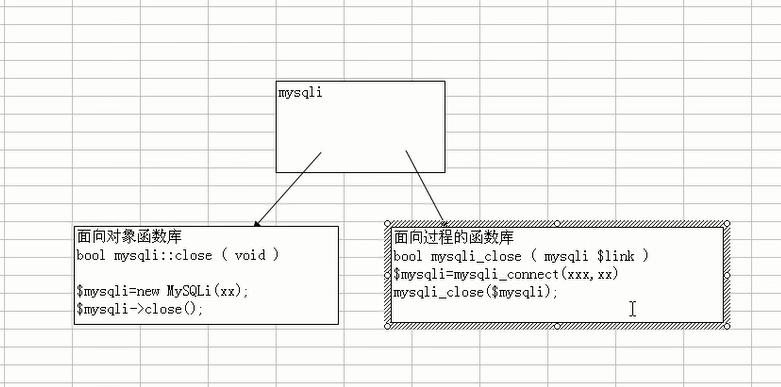 mysqli
面向对象函数库
bool mysqli::close ( void )
$mysqli=new MySQLi(xx);
$mysqli->close();
面向过程的函数库
bool mysqli_close ( mysqli $link )
$mysqli=mysqli_connect(xxx,xx)
mysqli_close($mysqli);